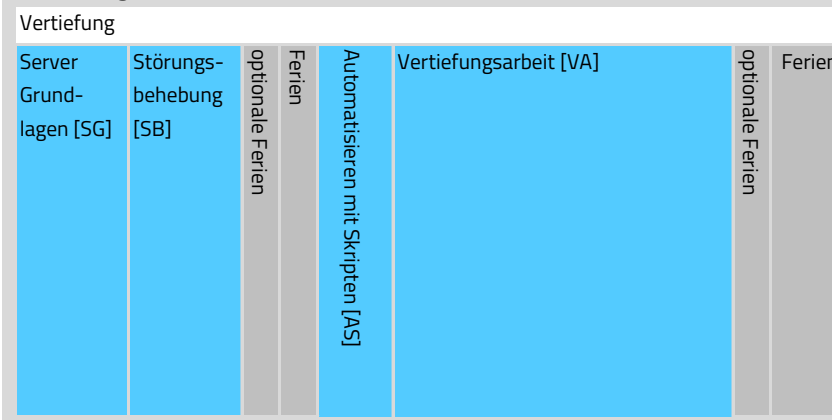 Vertiefung
Server
Grund-
lagen [SG]
Störungs-
behebung
[SB]
optionale Ferien
Ferien
Automatisieren mit Skripten [AS]
Vertiefungsarbeit [VA]
optionale Ferien
Ferien